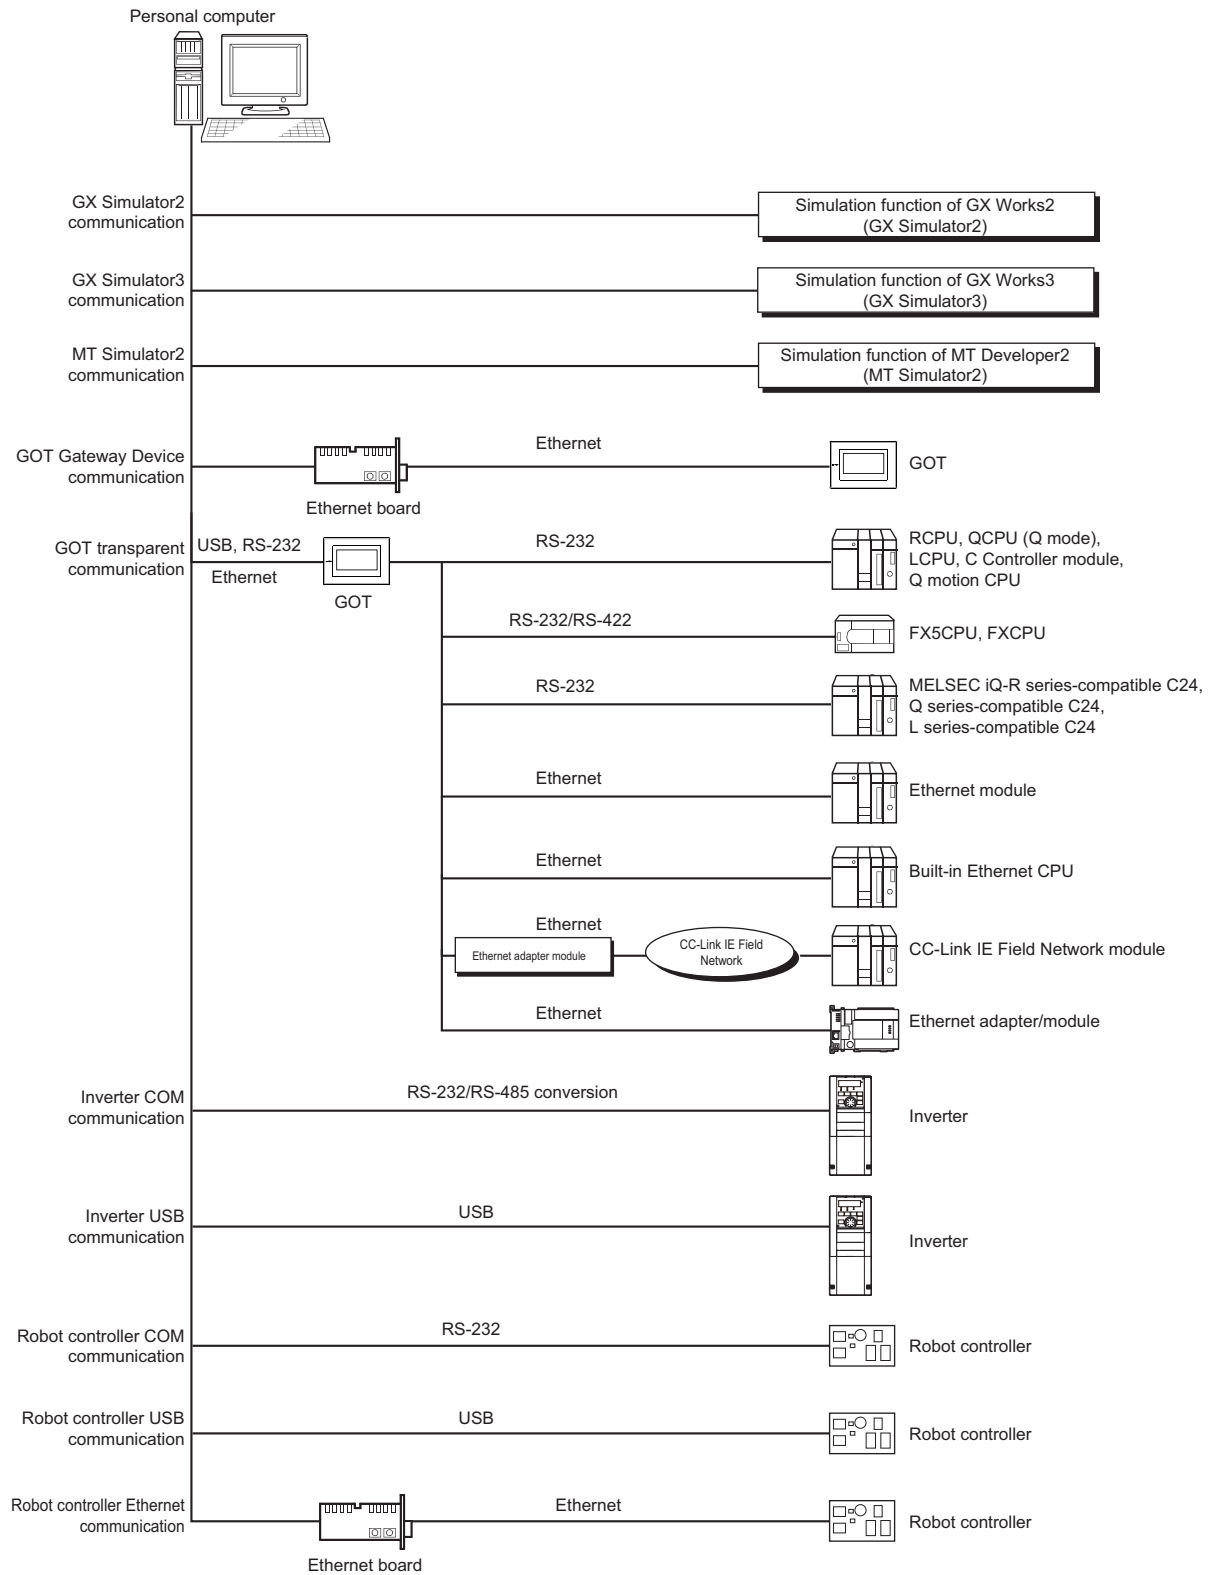 Personal computer
GX Simulator2
communication
Simulation function of GX Works2
(GX Simulator2)
GX Simulator3
communication
Simulation function of GX Works3
(GX Simulator3)
MT Simulator2
communication
Simulation function of MT Developer2
(MT Simulator2)
GOT Gateway Device
communication
Ethernet board
Ethernet
GOT
GOT transparent
communication
USB, RS-232
Ethernet
GOT
RS-232
RCPU, QCPU (Q mode),
LCPU, C Controller module,
Q motion CPU
RS-232/RS-422
FX5CPU, FXCPU
RS-232
MELSEC iQ-R series-compatible C24,
Q series-compatible C24,
L series-compatible C24
Ethernet
Ethernet module
Ethernet
Built-in Ethernet CPU
Ethernet
Ethernet adapter module
CC-Link IE Field
Network
CC-Link IE Field Network module
Ethernet
Ethernet adapter/module
Inverter COM
communication
RS-232/RS-485 conversion
Inverter
Inverter USB
communication
USB
Inverter
Robot controller COM
communication
RS-232
Robot controller
Robot controller USB
communication
USB
Robot controller
Robot controller Ethernet
communication
Ethernet board
Ethernet
Robot controller